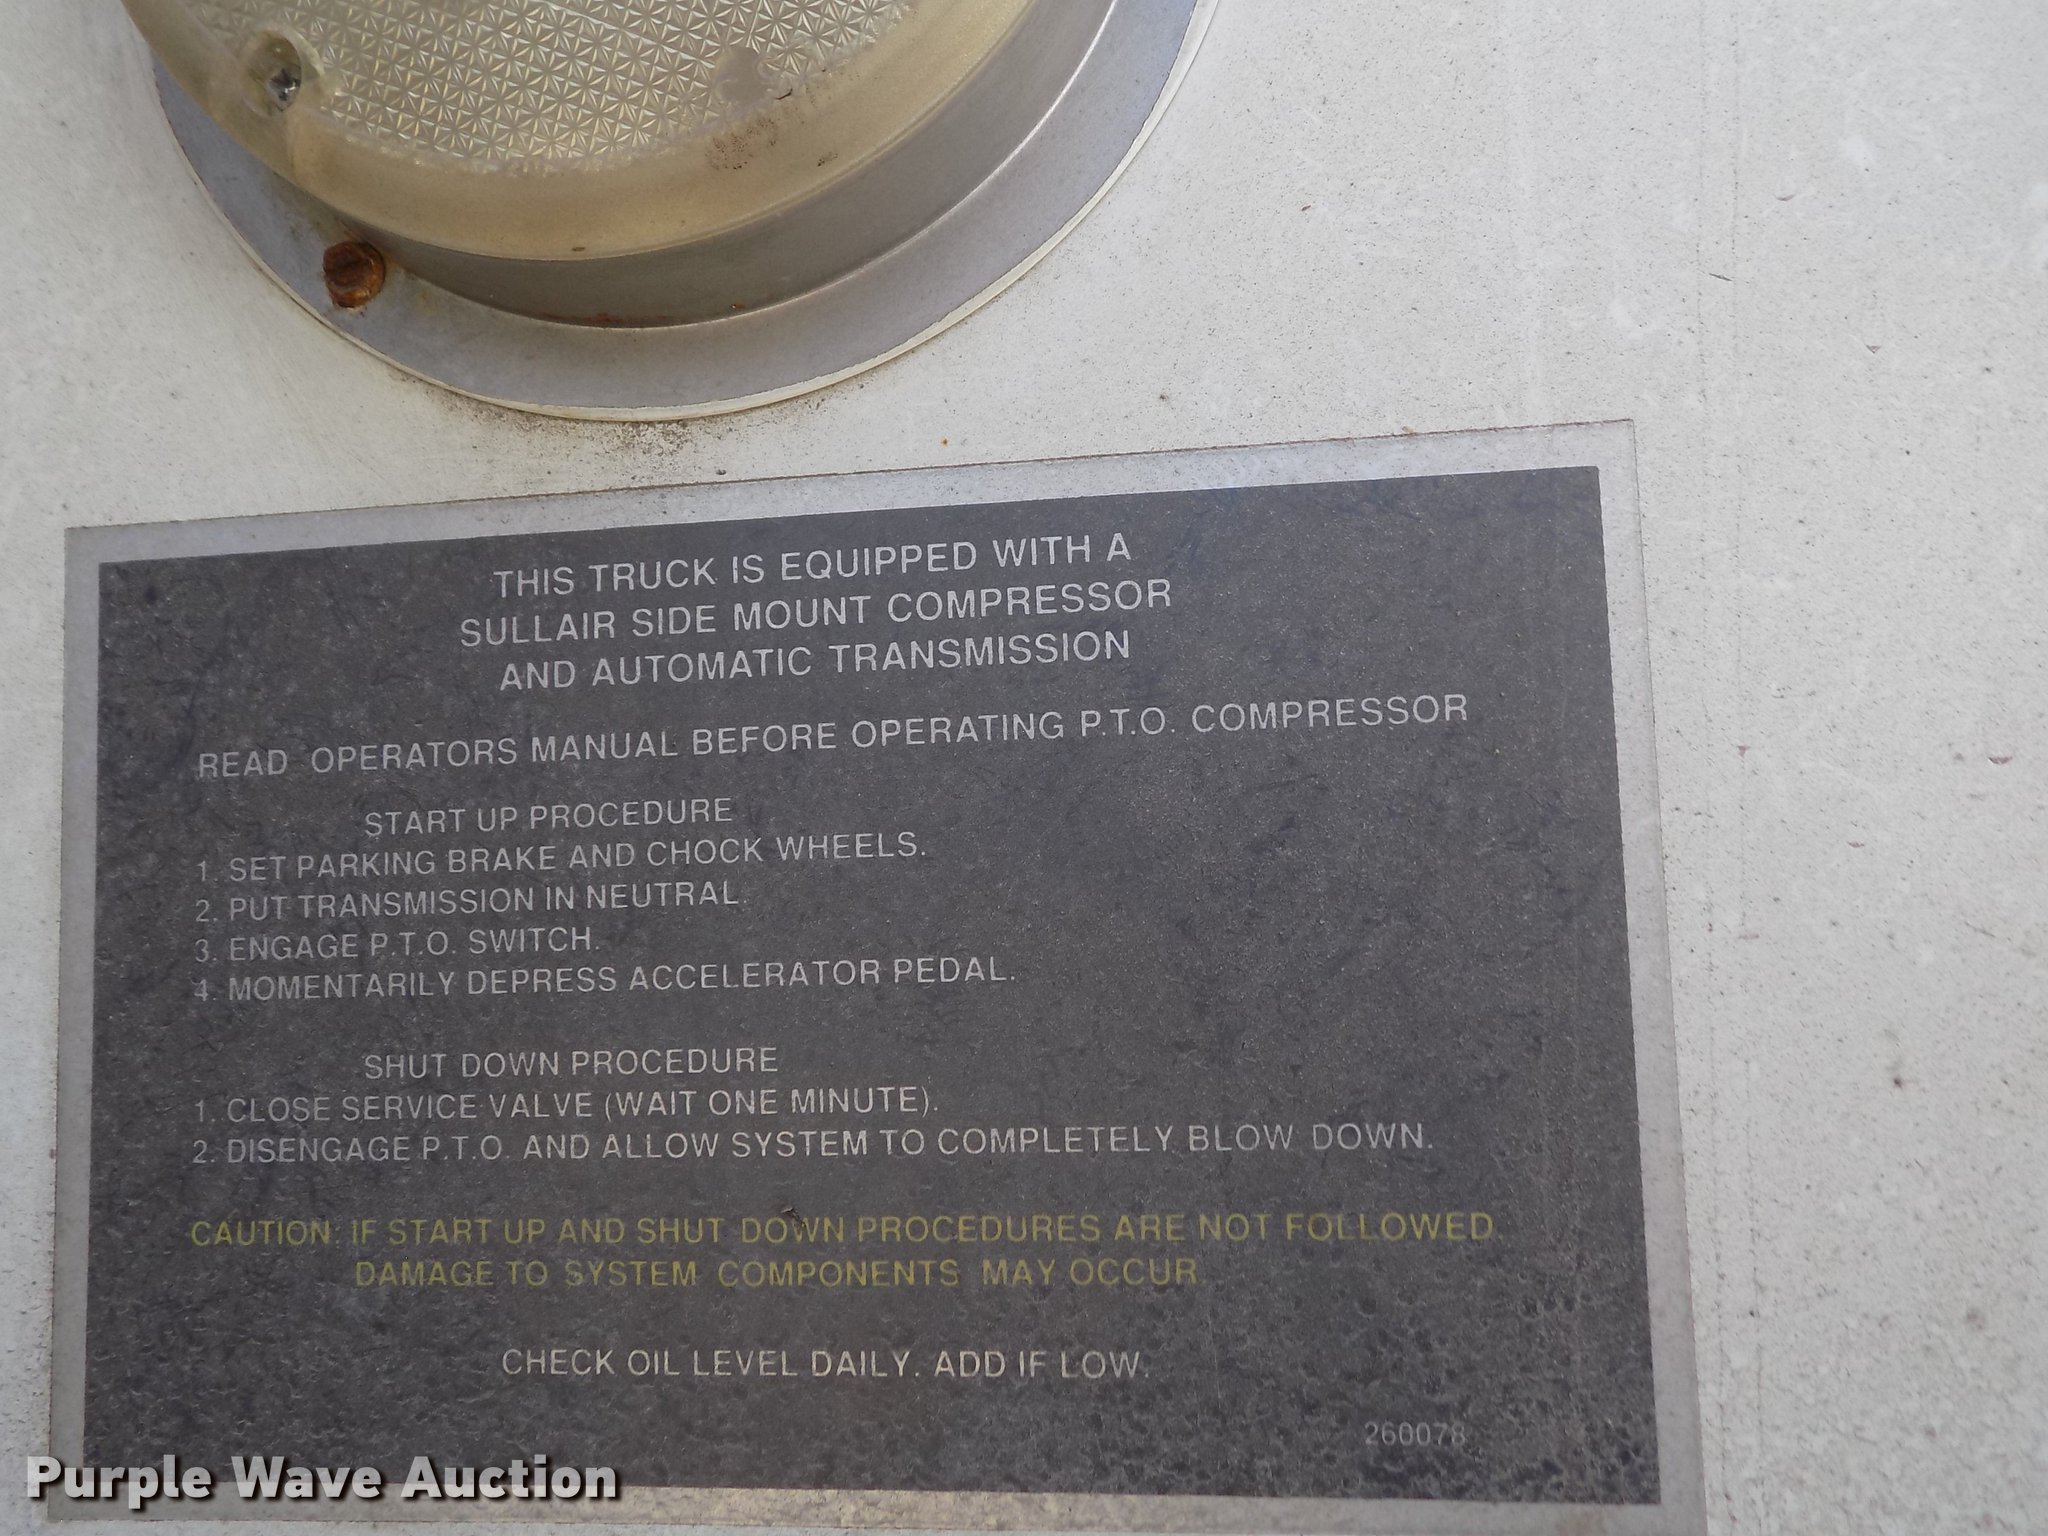 THIS TRUCK IS EQUIPPED WITH A
SULLAIR SIDE MOUNT COMPRESSOR
AND AUTOMATIC TRANSMISSION
READ OPERATORS MANUAL BEFORE OPERATING P.T.O. COMPRESSOR
START UP PROCEDURE
1. SET PARKING BRAKE AND CHOCK WHEELS.
2. PUT TRANSMISSION IN NEUTRAL.
3. ENGAGE P.T.O. SWITCH.
4. MOMENTARILY DEPRESS ACCELERATOR PEDAL.
SHUT DOWN PROCEDURE
1. CLOSE SERVICE VALVE (WAIT ONE MINUTE).
2. DISENGAGE P.T.O. AND ALLOW SYSTEM TO COMPLETELY BLOW DOWN.
CAUTION: IF START UP AND SHUT DOWN PROCEDURES ARE NOT FOLLOWED.
DAMAGE TO SYSTEM COMPONENTS MAY OCCUR.
CHECK OIL LEVEL DAILY. ADD IF LOW.
260078
Purple Wave Auction